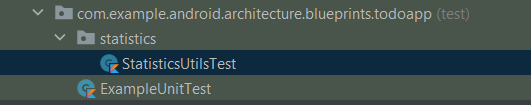 com.example.android.architecture.blueprints.todoapp (test)
statistics
StatisticsUtilsTest
ExampleUnitTest